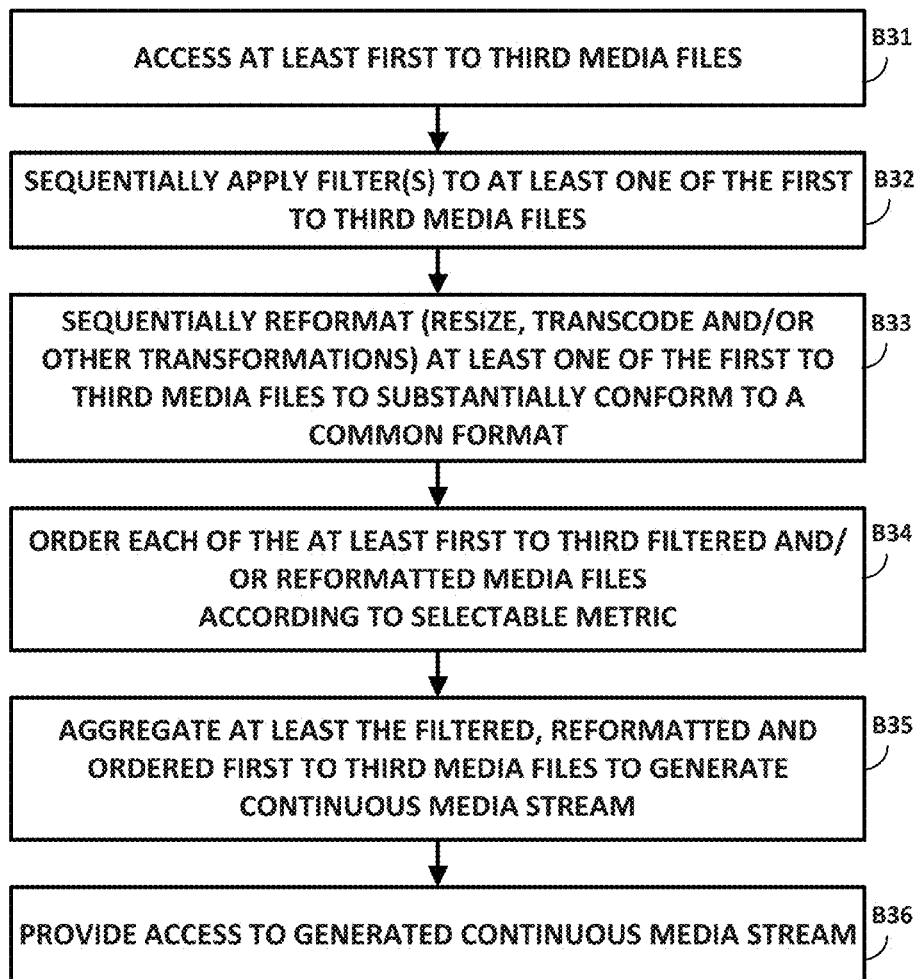 ACCESS AT LEAST FIRST TO THIRD MEDIA FILES
B31
SEQUENTIALLY APPLY FILTER(S) TO AT LEAST ONE OF THE FIRST
TO THIRD MEDIA FILES
B32
SEQUENTIALLY REFORMAT (RESIZE, TRANSCODE AND/OR
OTHER TRANSFORMATIONS) AT LEAST ONE OF THE FIRST TO
THIRD MEDIA FILES TO SUBSTANTIALLY CONFORM TO A
COMMON FORMAT
B33
ORDER EACH OF THE AT LEAST FIRST TO THIRD FILTERED AND/
OR REFORMATTED MEDIA FILES
ACCORDING TO SELECTABLE METRIC
B34
AGGREGATE AT LEAST THE FILTERED, REFORMATTED AND
ORDERED FIRST TO THIRD MEDIA FILES TO GENERATE
CONTINUOUS MEDIA STREAM
B35
PROVIDE ACCESS TO GENERATED CONTINUOUS MEDIA STREAM
B36